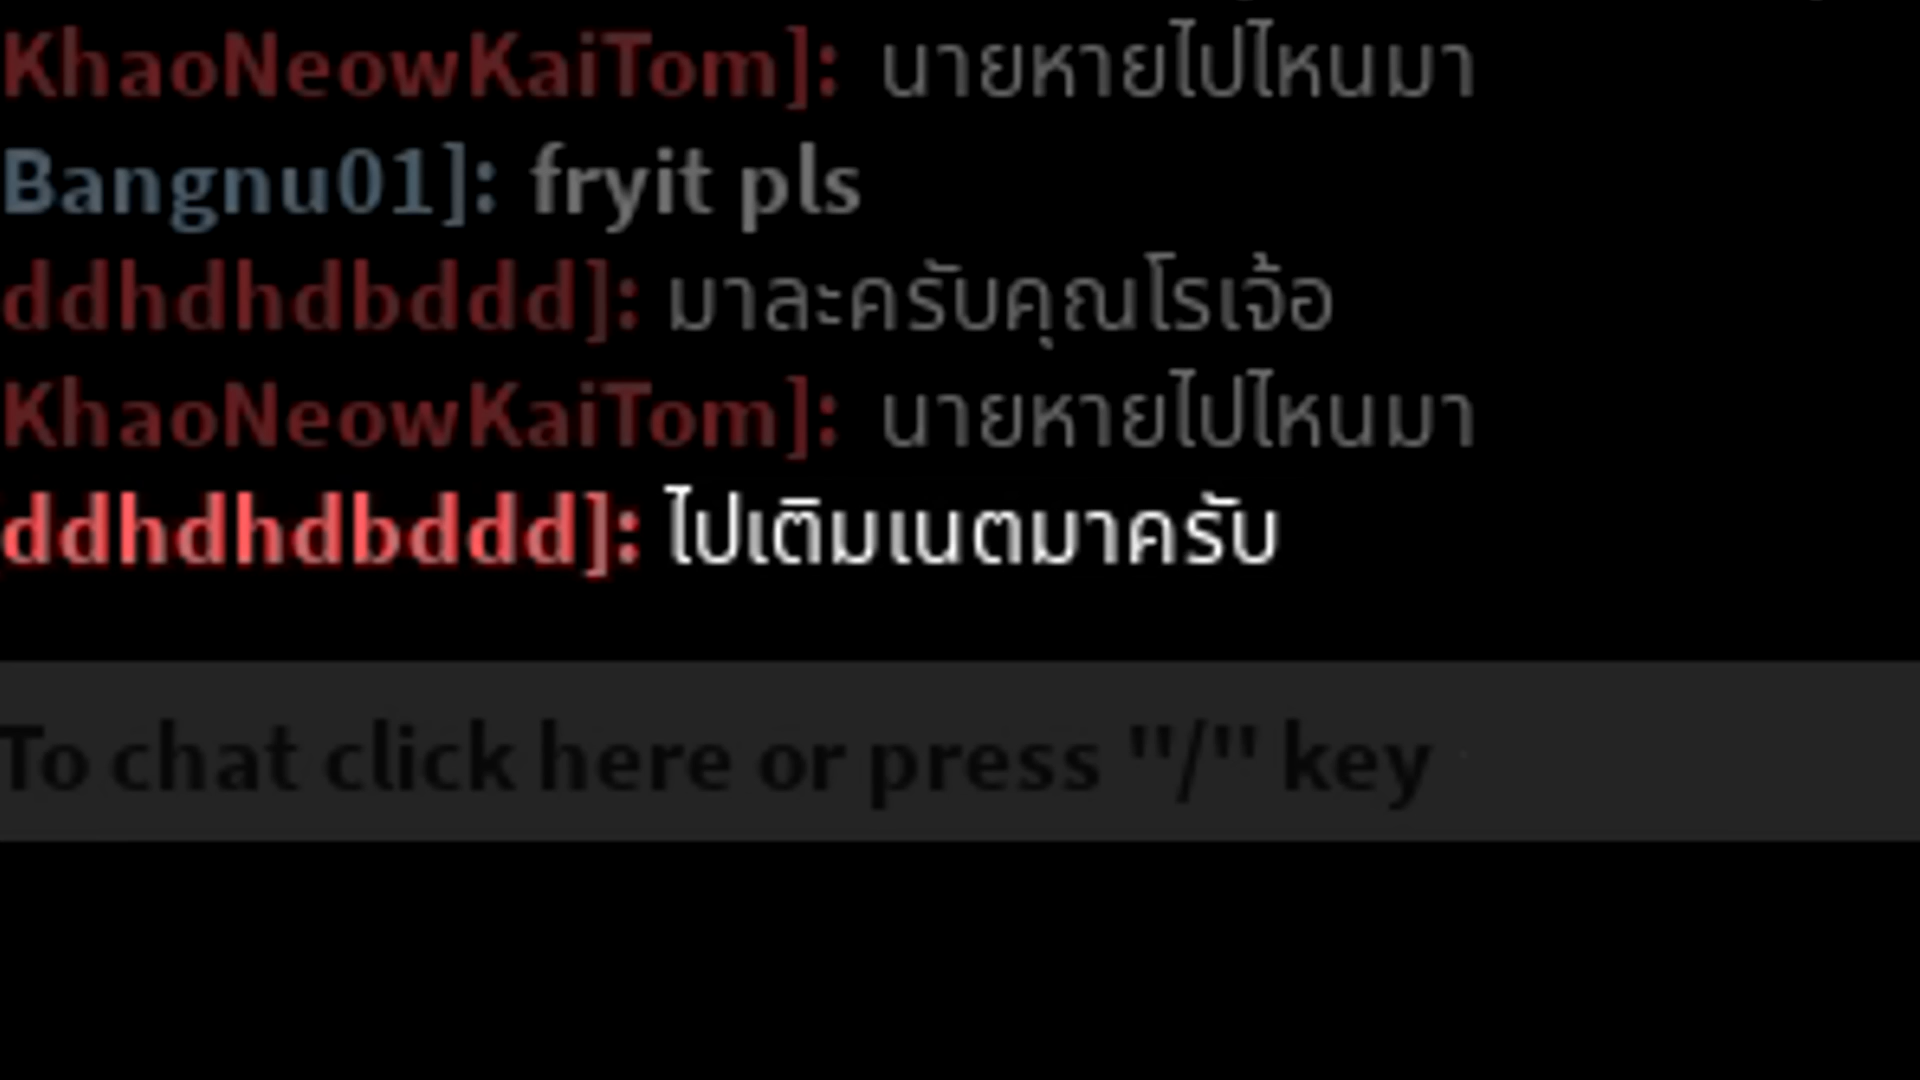 KhaoNeowKaiTom]: นายหายไปไหนมา
Bangnu01]: fryit pls
ddhdhdbddd]: มาละครับคุณโรเจ้อ
KhaoNeowKaiTom]: นายหายไปไหนมา
ddhdhdbddd]: ไปเติมเนตมาครับ
To chat click here or press "/" key